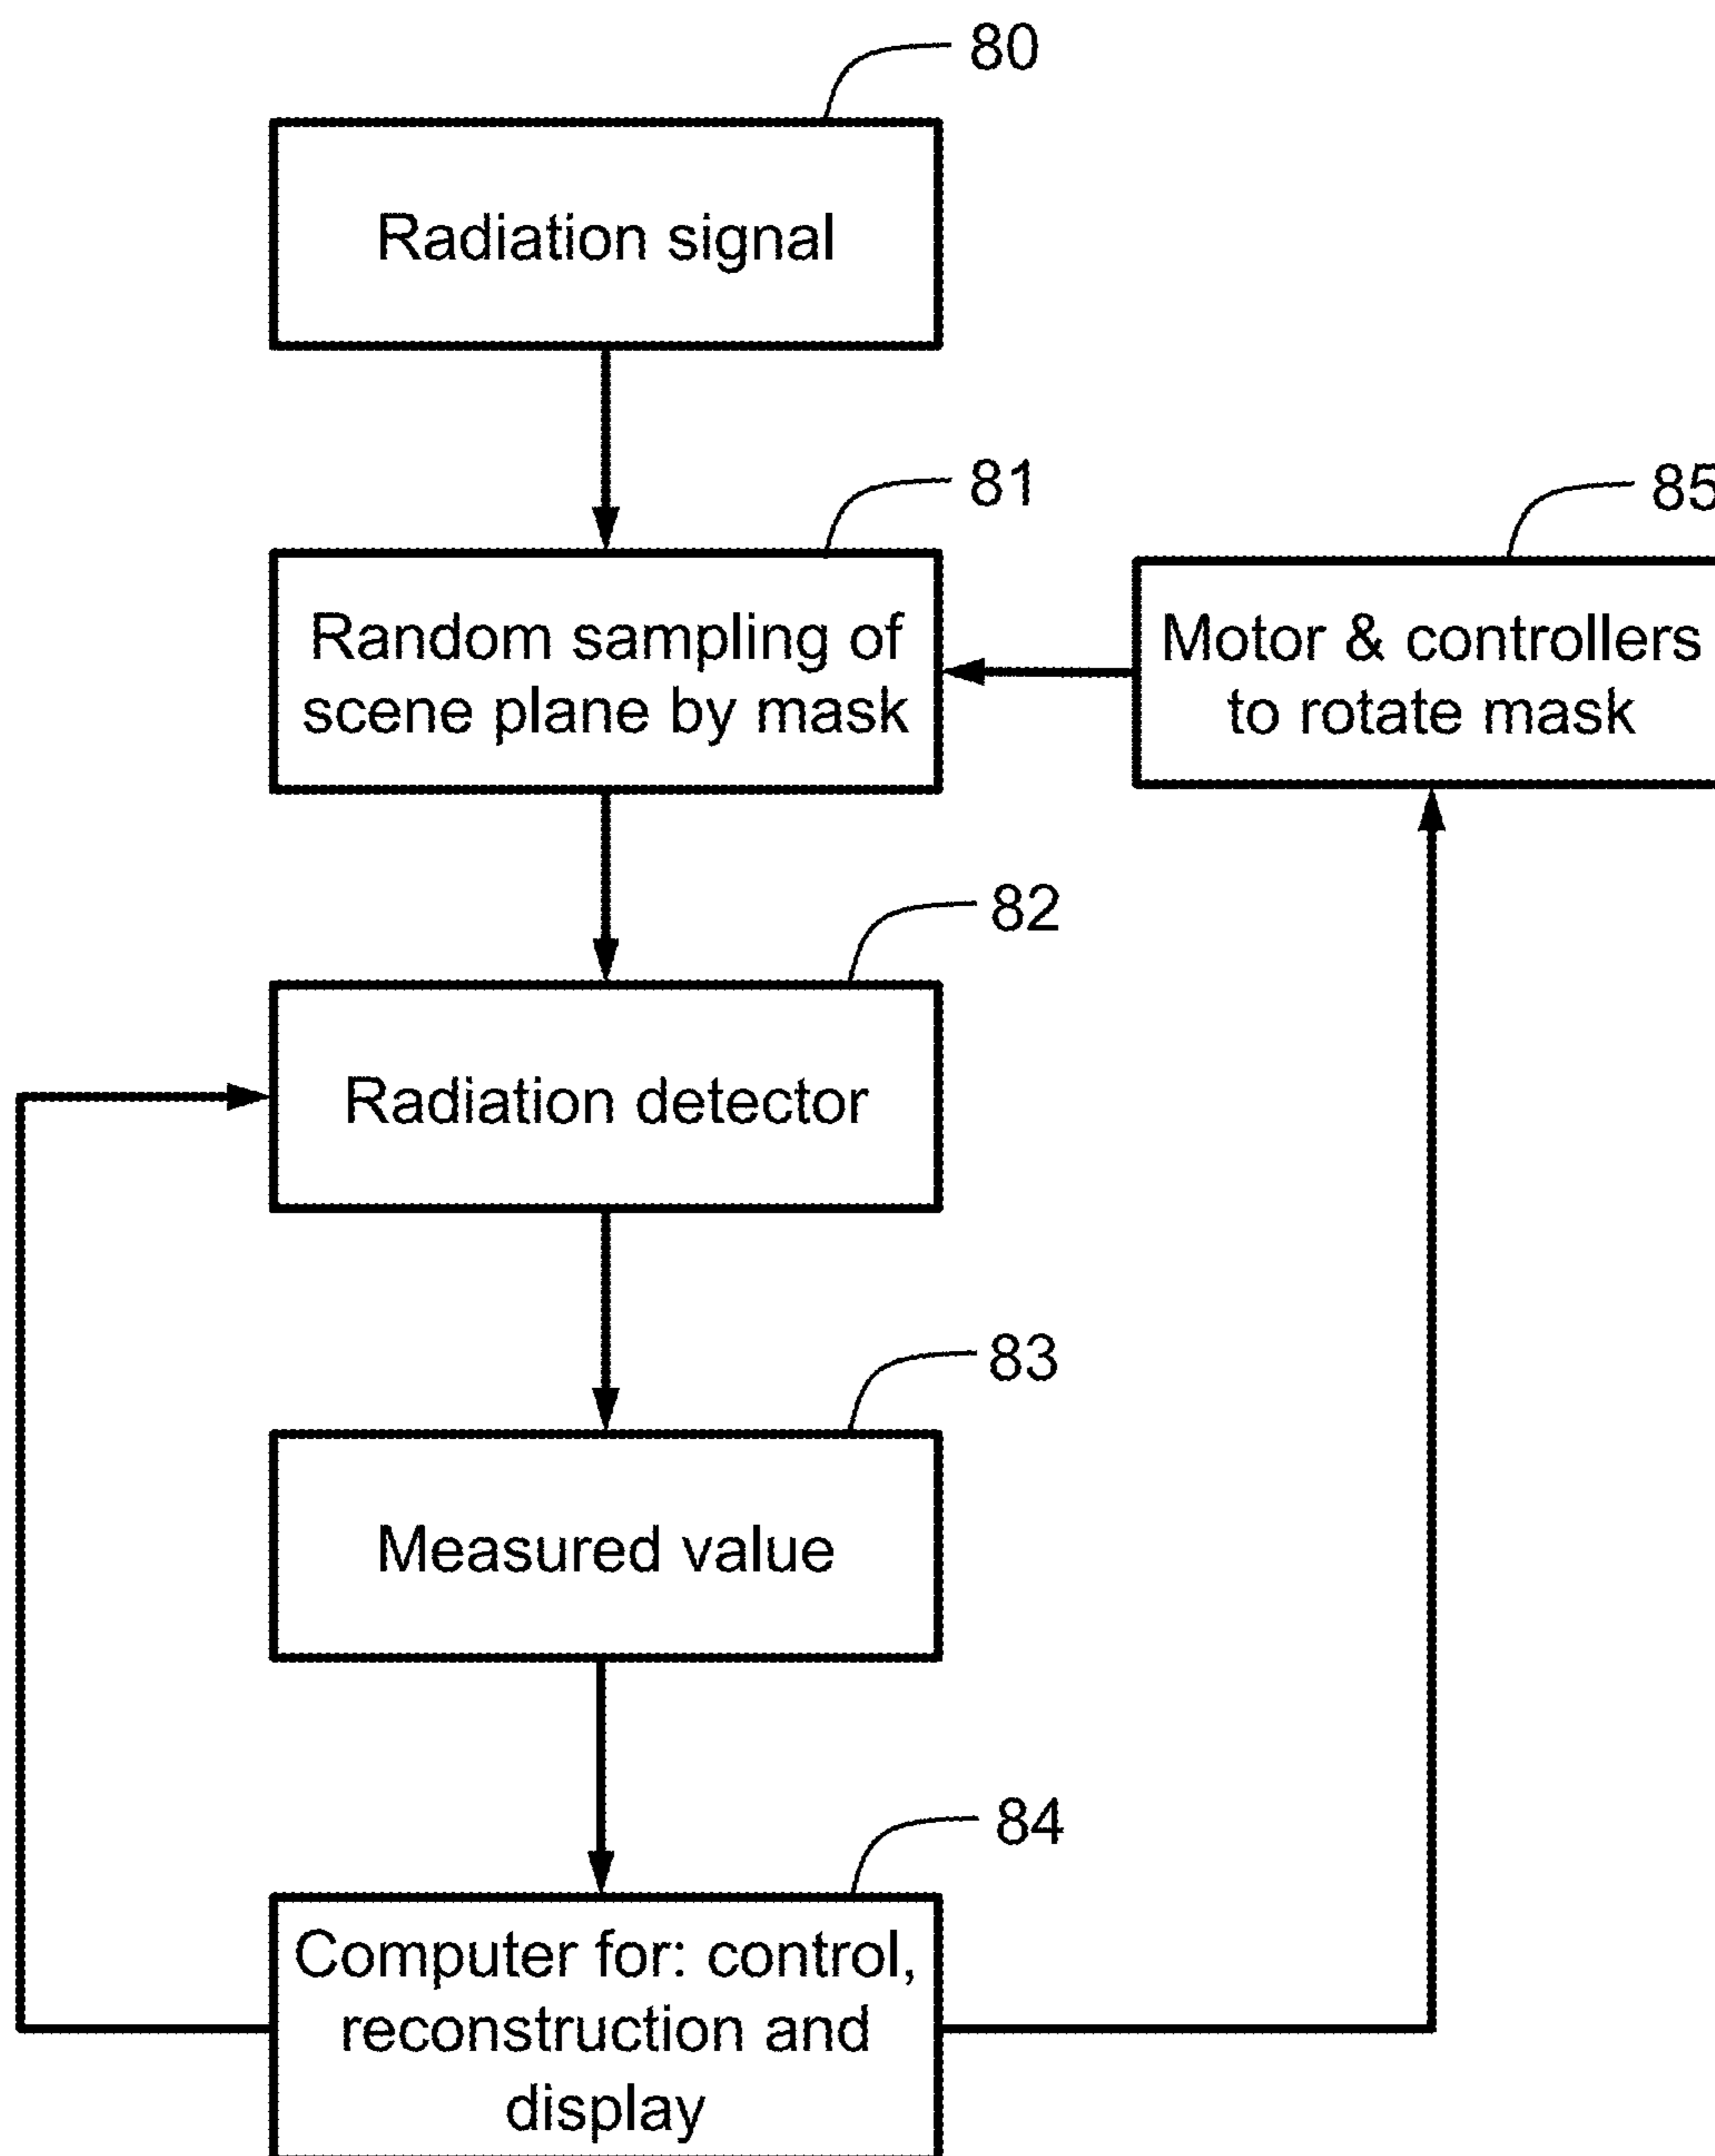 80
Radiation signal
81
85
Random sampling of
scene plane by mask
Motor & controllers
to rotate mask
82
Radiation detector
83
Measured value
84
Computer for: control,
reconstruction and
display